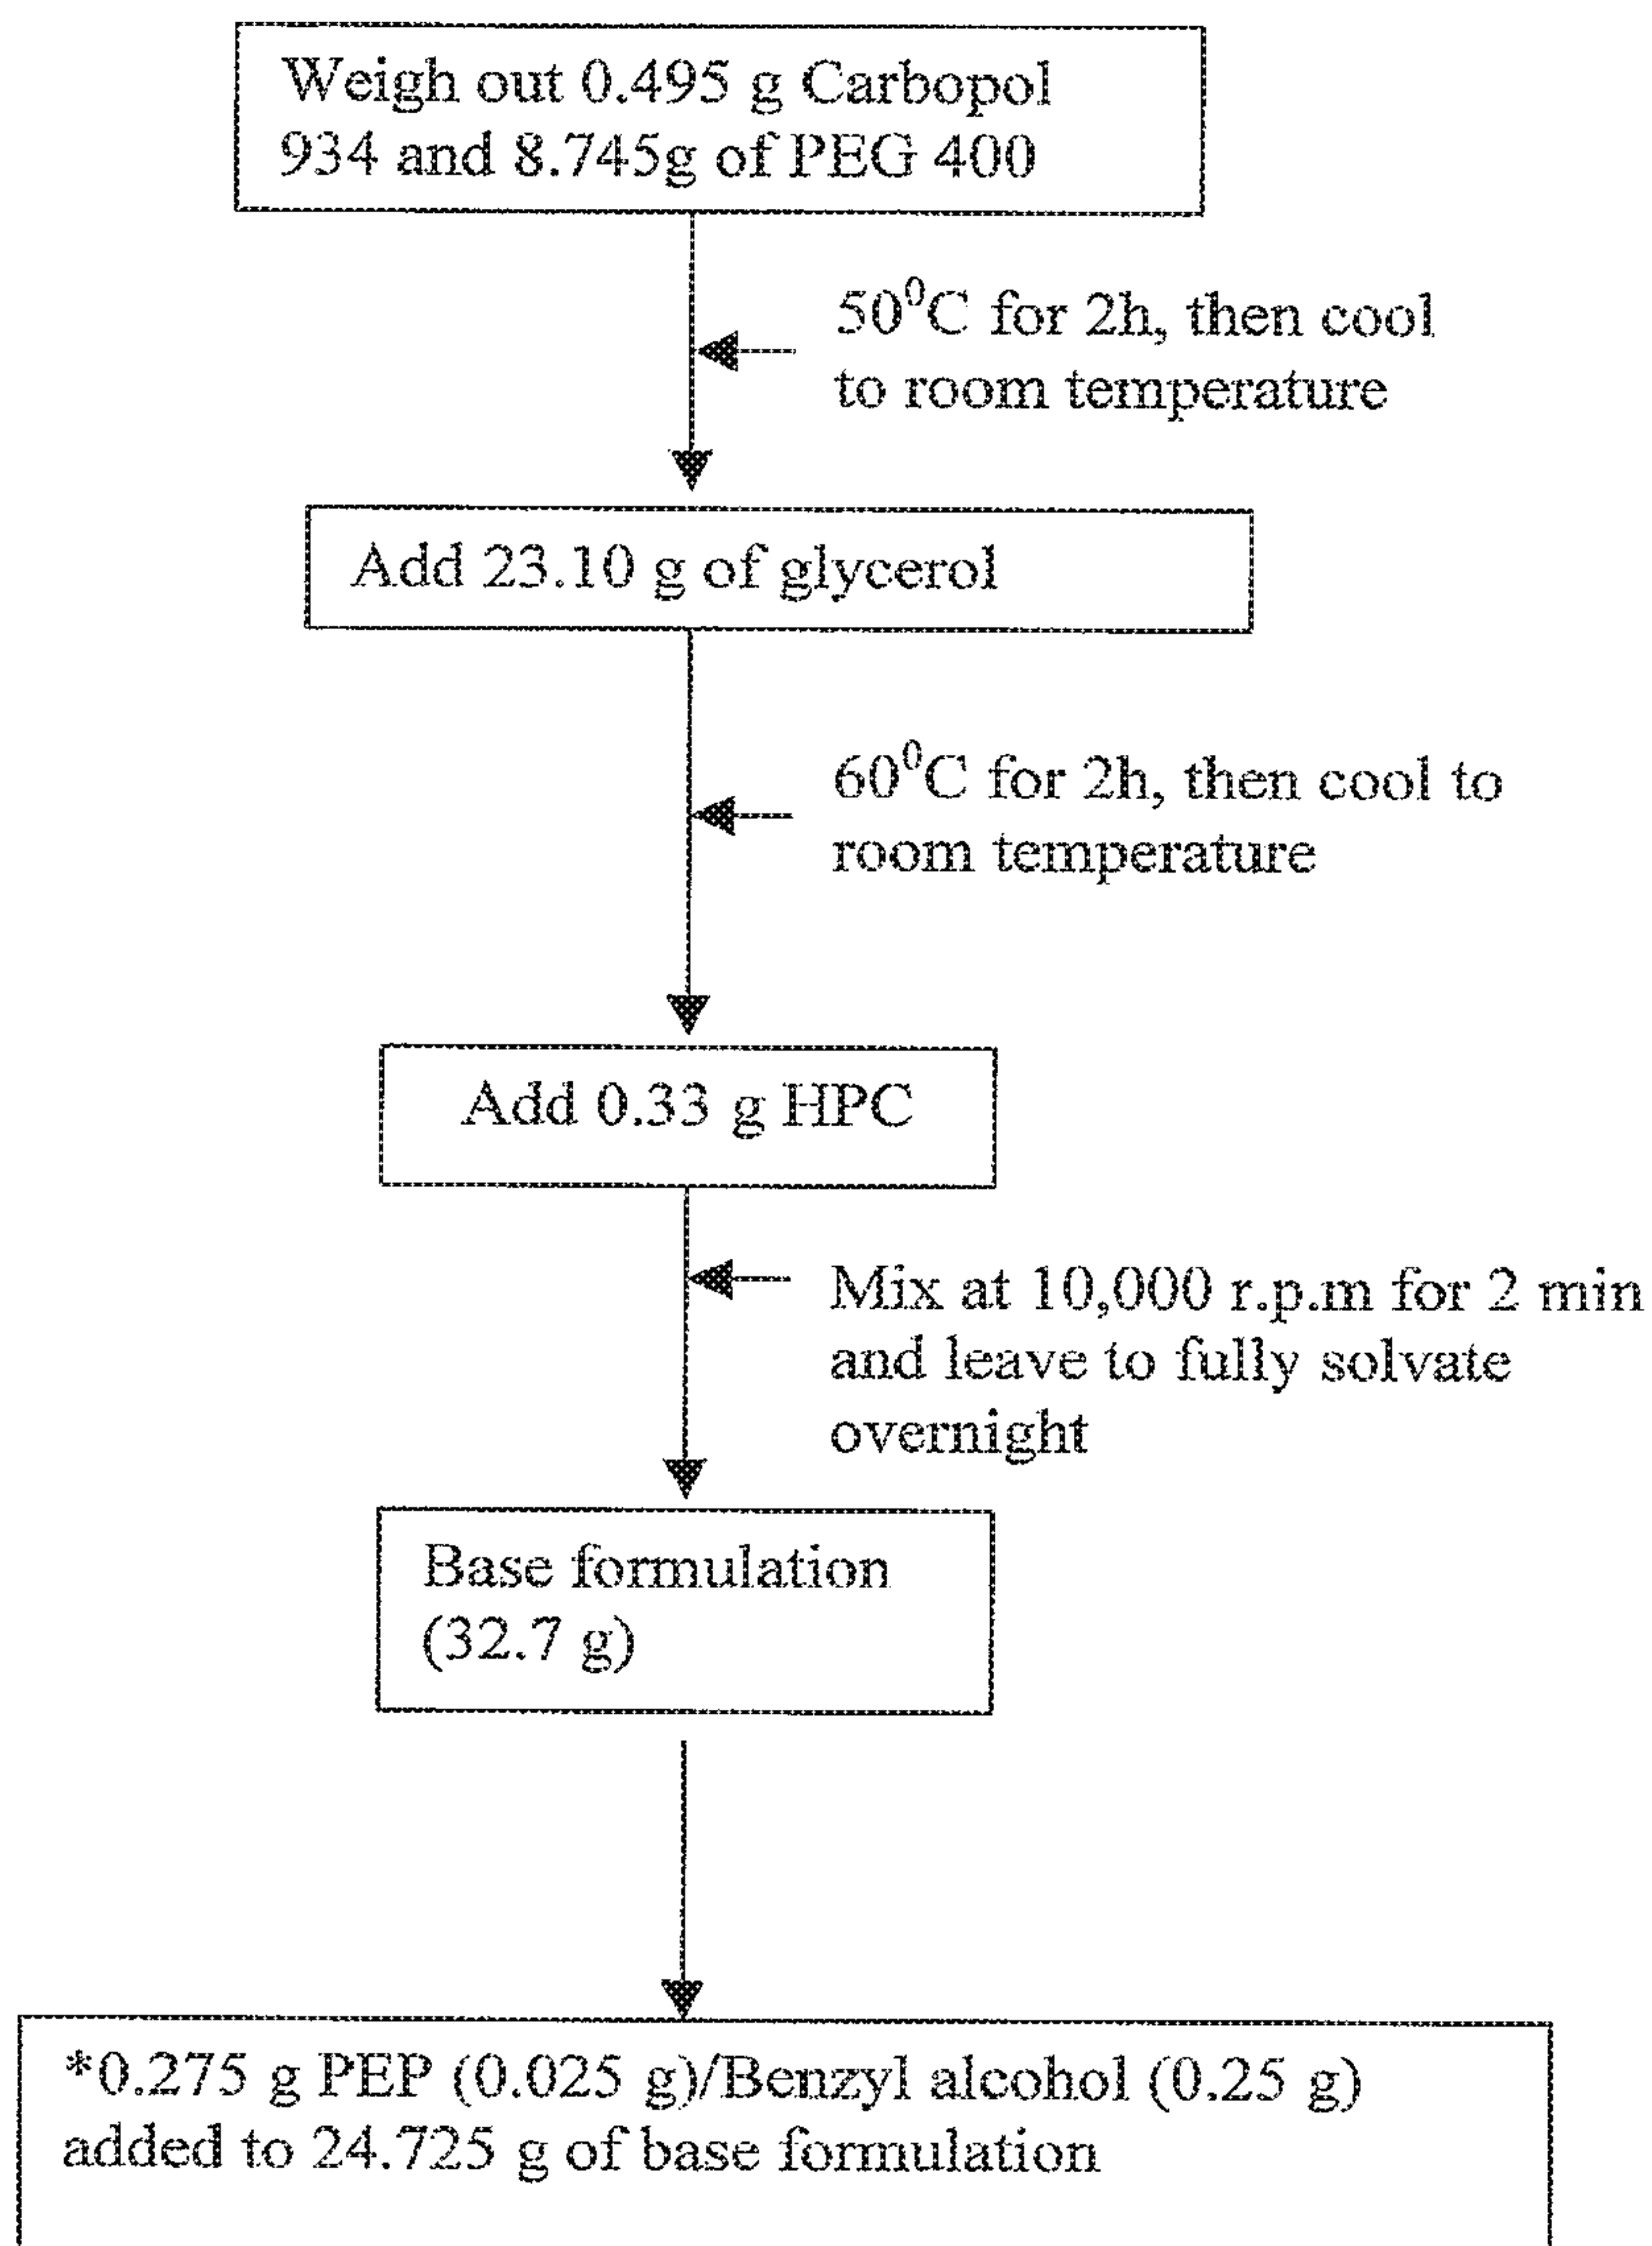 Weigh out 0.495 g Carbopol
934 and 8.745g of PEG 400
50⁰C for 2h, then cool
to room temperature
Add 23.10 g of glycerol
60⁰C for 2h, then cool to
room temperature
Add 0.33 g HPC
Mix at 10,000 r.p.m for 2 min
and leave to fully solvate
overnight
Base formulation
(32.7 g)
*0.275 g PEP (0.025 g)/Benzyl alcohol (0.25 g)
added to 24.725 g of base formulation